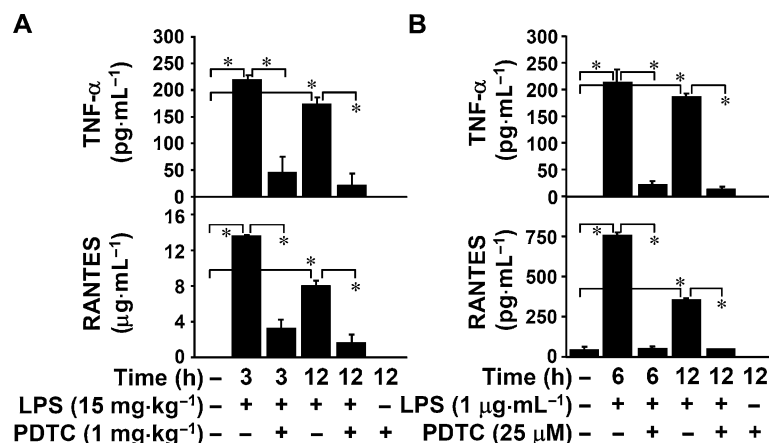 A
TNF-α
(pg·mL⁻¹)
300
250
200
150
100
50
0
* * * *
RANTES
(μg·mL⁻¹)
16
12
8
4
0
* * * *
Time (h) – 3 3 12 12 12
LPS (15 mg·kg⁻¹) – + + + + –
PDTC (1 mg·kg⁻¹) – – + – + +
B
TNF-α
(pg·mL⁻¹)
300
250
200
150
100
50
0
* * * *
RANTES
(pg·mL⁻¹)
750
500
250
0
* * * *
Time (h) – 6 6 12 12 12
LPS (1 μg·mL⁻¹) – + + + + –
PDTC (25 μM) – – + – + +